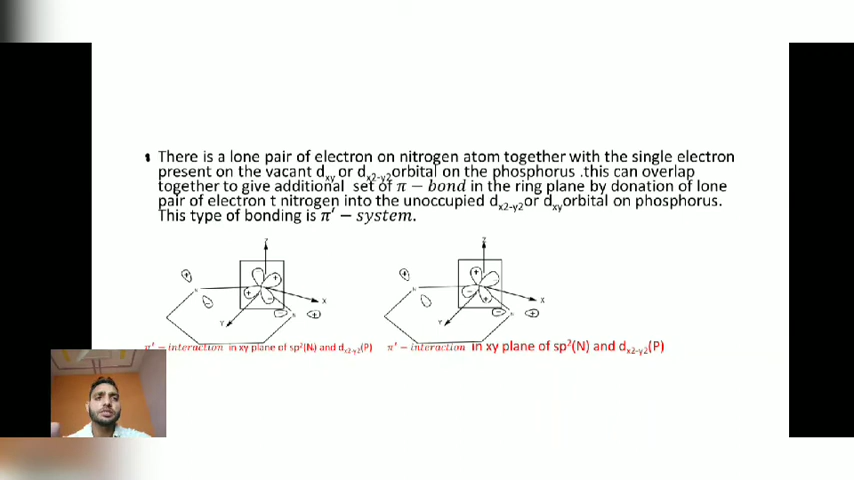 There is a lone pair of electron on nitrogen atom together with the single electron
present on the vacant dxy or dx2-y2orbital on the phosphorus .this can overlap
together to give additional set of π − bond in the ring plane by donation of lone
pair of electron t nitrogen into the unoccupied dx2-y2or dxyorbital on phosphorus.
This type of bonding is π′ − system.
Z
Z
X
X
Y
Y
π′ − interaction in xy plane of sp2(N) and dx2-y2(P)
π′ − interaction in xy plane of sp2(N) and dx2-y2(P)